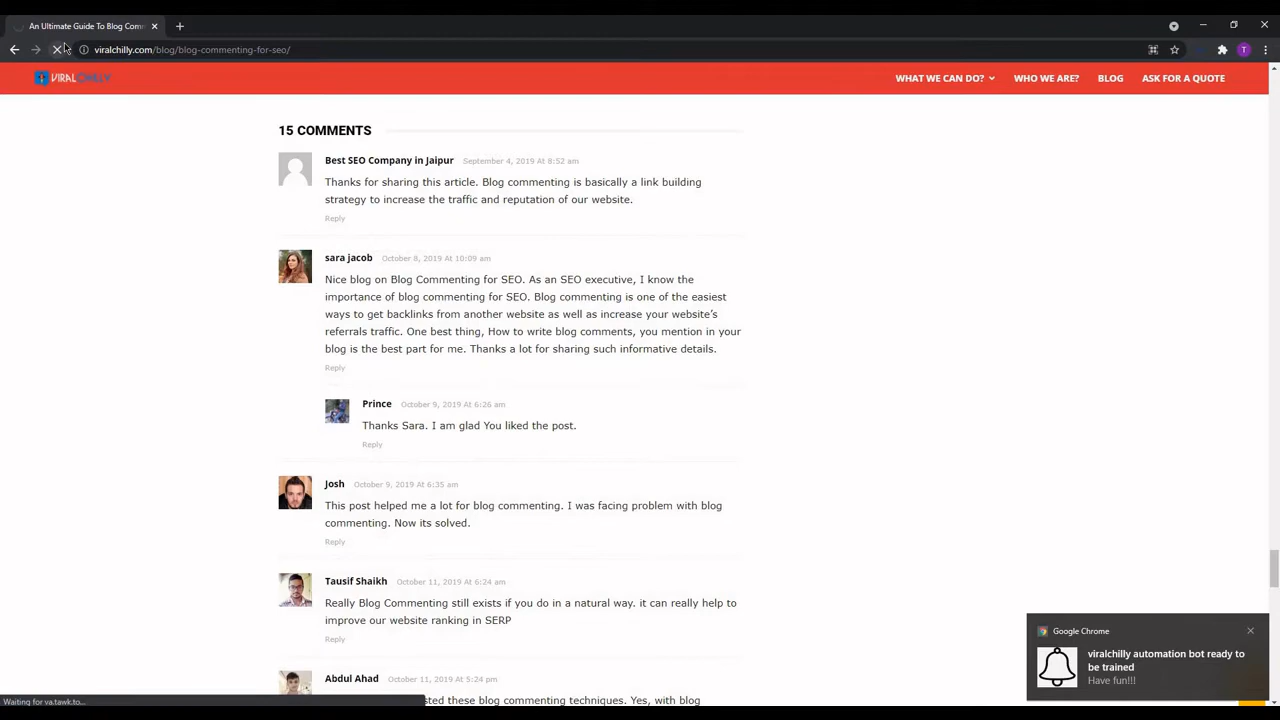 An Ultimate Guide To Blog Com
viralchilly.com/blog/blog-commenting-for-seo/
T
VIRALCHILLY
WHAT WE CAN DO?
WHO WE ARE?
BLOG
ASK FOR A QUOTE
15 COMMENTS
Best SEO Company in Jaipur September 4, 2019 At 8:52 am
Thanks for sharing this article. Blog commenting is basically a link building
strategy to increase the traffic and reputation of our website.
Reply
sara jacob October 8, 2019 At 10:09 am
Nice blog on Blog Commenting for SEO. As an SEO executive, I know the
importance of blog commenting for SEO. Blog commenting is one of the easiest
ways to get backlinks from another website as well as increase your website’s
referrals traffic. One best thing, How to write blog comments, you mention in your
blog is the best part for me. Thanks a lot for sharing such informative details.
Reply
Prince October 9, 2019 At 6:26 am
Thanks Sara. I am glad You liked the post.
Reply
Josh October 9, 2019 At 6:35 am
This post helped me a lot for blog commenting. I was facing problem with blog
commenting. Now its solved.
Reply
Tausif Shaikh October 11, 2019 At 6:24 am
Really Blog Commenting still exists if you do in a natural way. it can really help to
improve our website ranking in SERP
Reply
Abdul Ahad October 11, 2019 At 5:24 pm
sted these blog commenting techniques. Yes, with blog
Waiting for va.tawk.to...
Google Chrome
viralchilly automation bot ready to
be trained
Have fun!!!